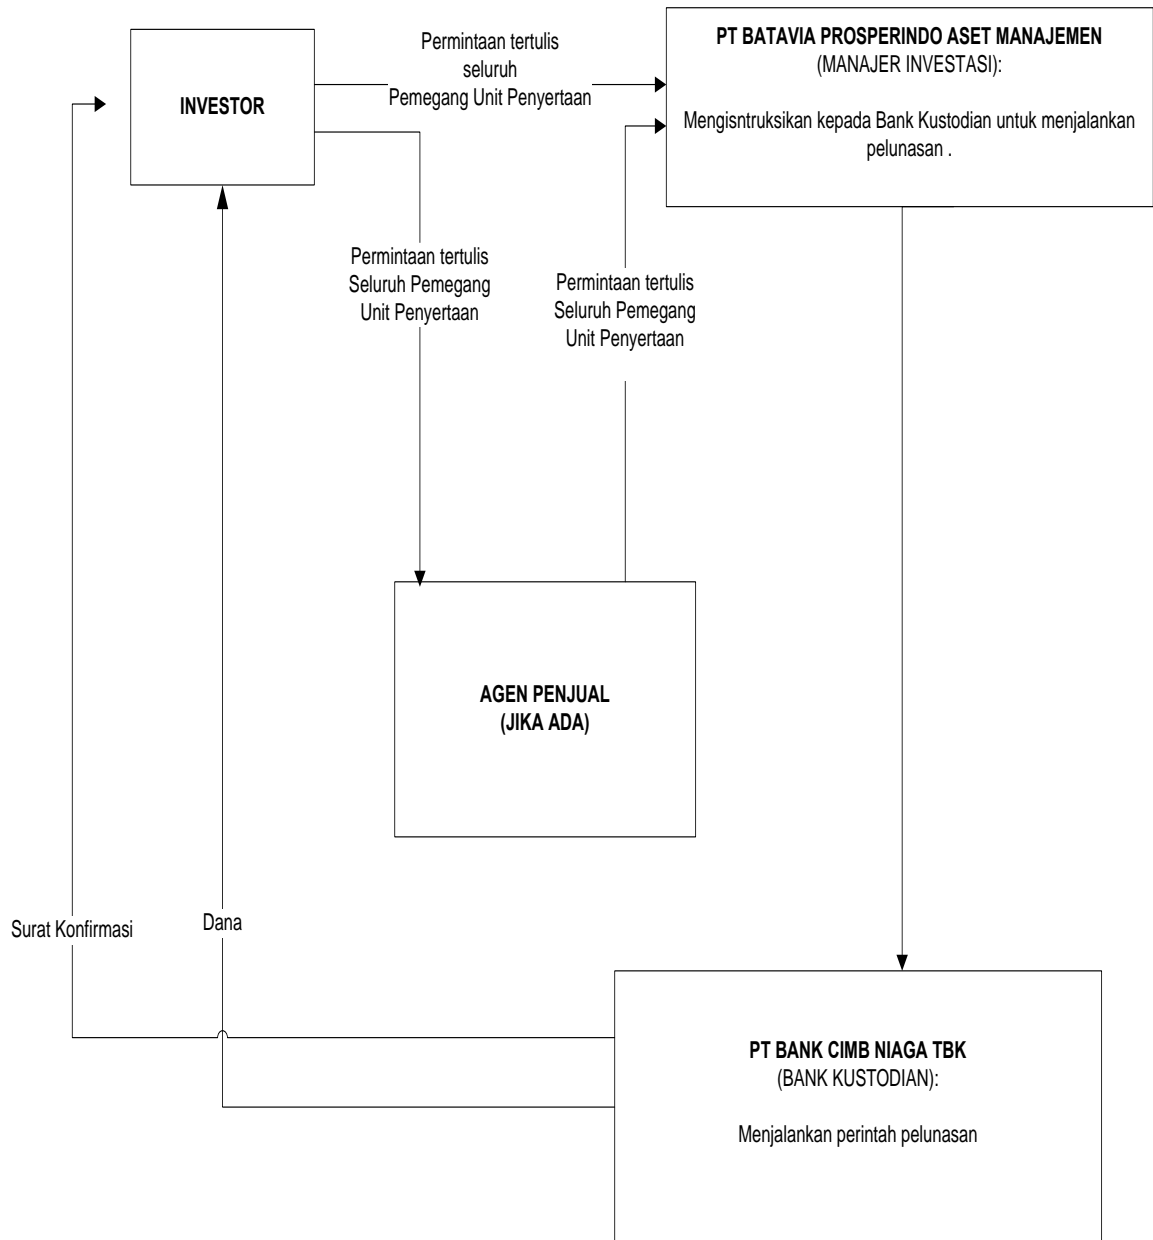 INVESTOR
Permintaan tertulis
seluruh
Pemegang Unit Penyertaan
PT BATAVIA PROSPERINDO ASET MANAJEMEN
(MANAJER INVESTASI):
Mengisntruksikan kepada Bank Kustodian untuk menjalankan
pelunasan .
Permintaan tertulis
Seluruh Pemegang
Unit Penyertaan
Permintaan tertulis
Seluruh Pemegang
Unit Penyertaan
AGEN PENJUAL
(JIKA ADA)
Surat Konfirmasi
Dana
PT BANK CIMB NIAGA TBK
(BANK KUSTODIAN):
Menjalankan perintah pelunasan